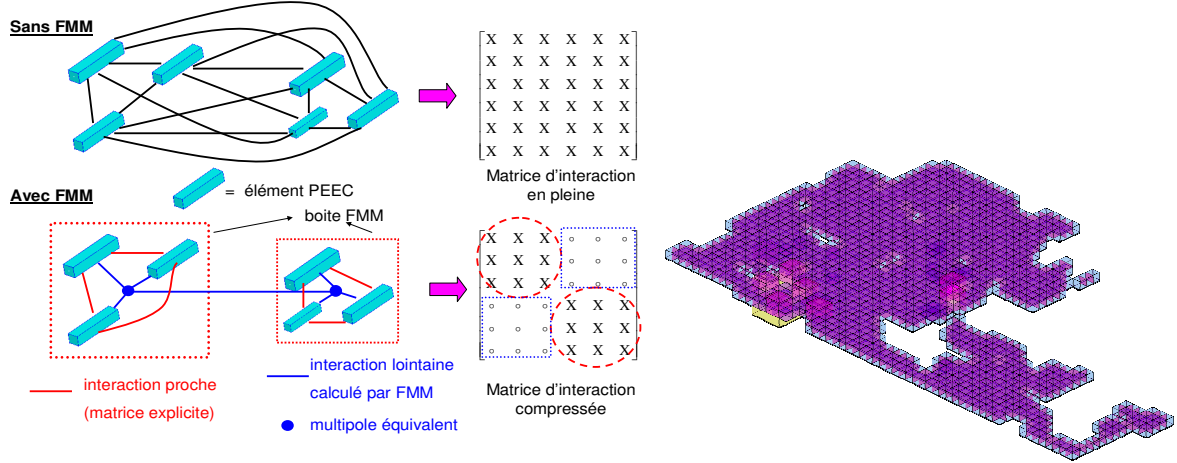 Sans FMM
X X X X X X
X X X X X X
X X X X X X
X X X X X X
X X X X X X
X X X X X X
Matrice d'interaction
en pleine
Avec FMM
= élément PEEC
boite FMM
X X X
X X X
X X X
X X X
X X X
X X X
interaction proche
(matrice explicite)
interaction lointaine
calculé par FMM
multipole équivalent
Matrice d'interaction
compressée